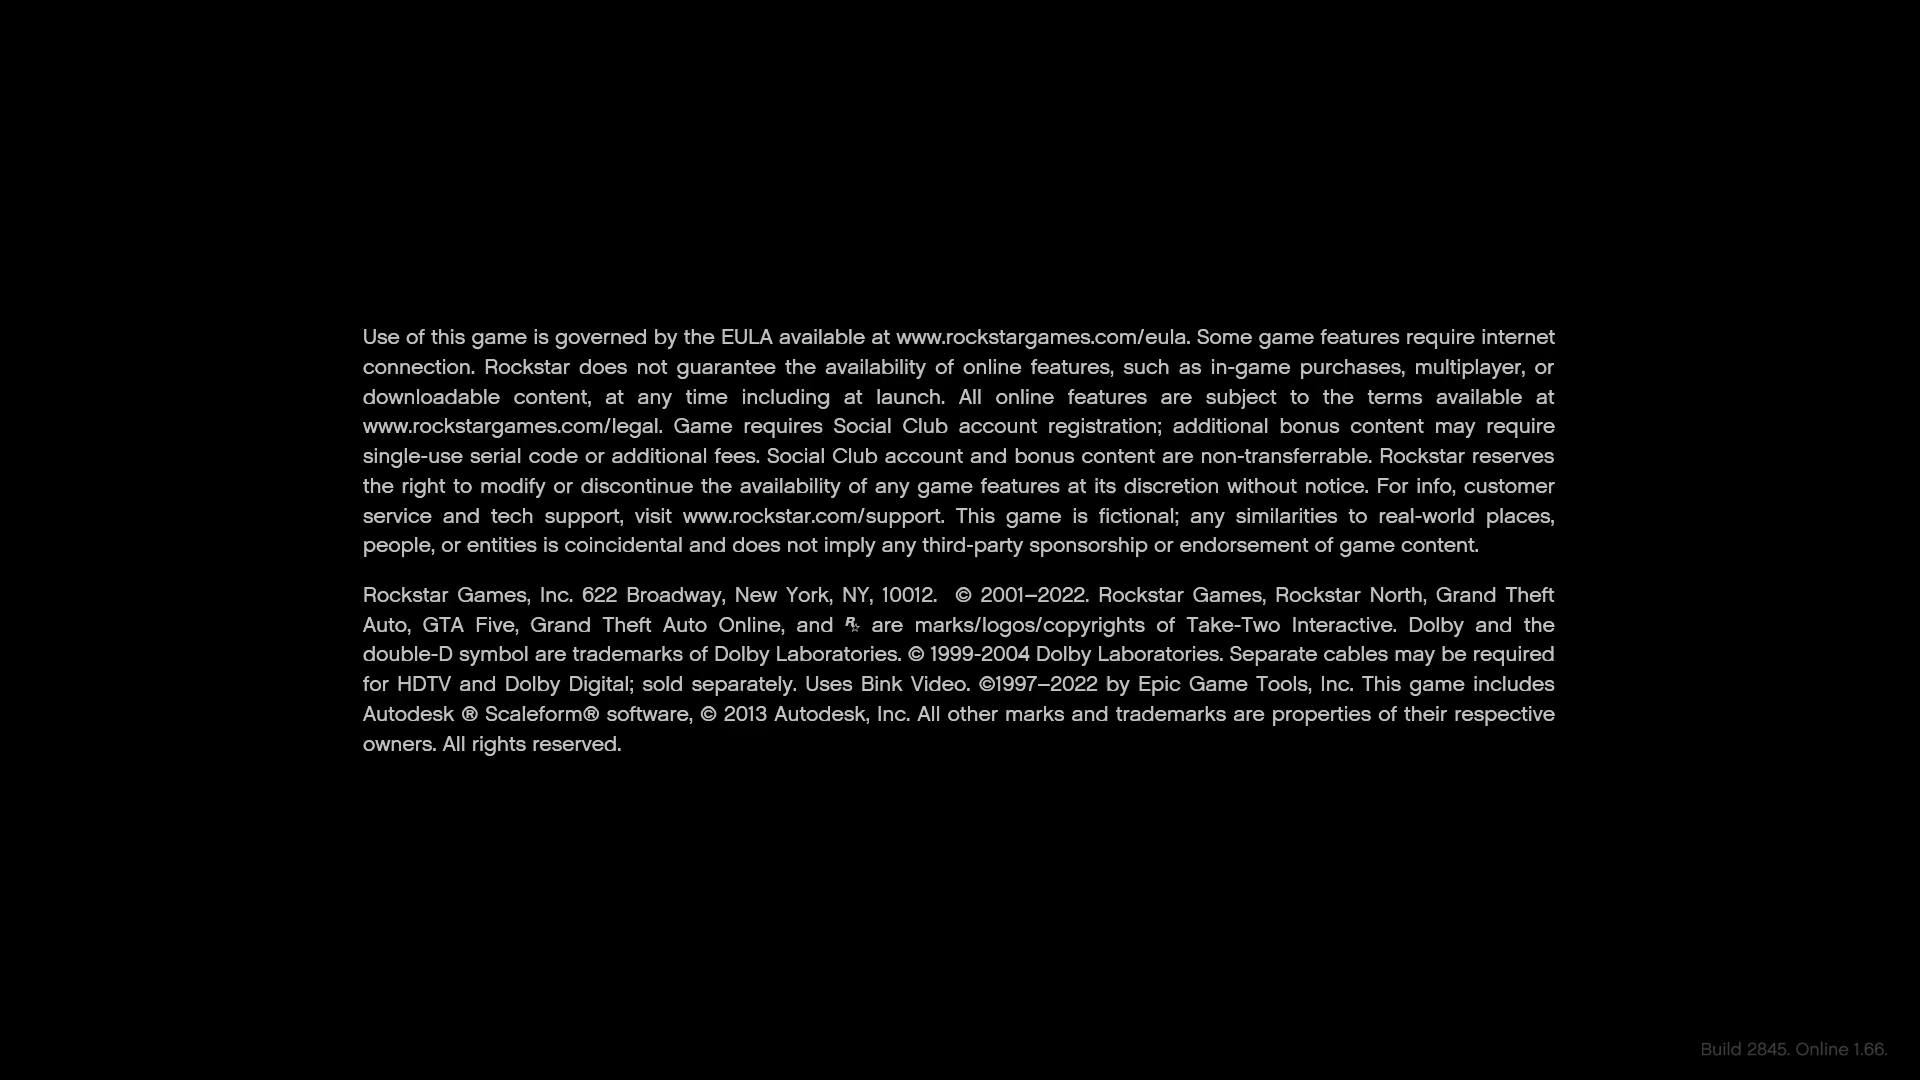 Use of this game is governed by the EULA available at www.rockstargames.com/eula. Some game features require internet
connection. Rockstar does not guarantee the availability of online features, such as in-game purchases, multiplayer, or
downloadable content, at any time including at launch. All online features are subject to the terms available at
www.rockstargames.com/legal. Game requires Social Club account registration; additional bonus content may require
single-use serial code or additional fees. Social Club account and bonus content are non-transferrable. Rockstar reserves
the right to modify or discontinue the availability of any game features at its discretion without notice. For info, customer
service and tech support, visit www.rockstar.com/support. This game is fictional; any similarities to real-world places,
people, or entities is coincidental and does not imply any third-party sponsorship or endorsement of game content.
Rockstar Games, Inc. 622 Broadway, New York, NY, 10012. © 2001–2022. Rockstar Games, Rockstar North, Grand Theft
Auto, GTA Five, Grand Theft Auto Online, and R☆ are marks/logos/copyrights of Take-Two Interactive. Dolby and the
double-D symbol are trademarks of Dolby Laboratories. © 1999-2004 Dolby Laboratories. Separate cables may be required
for HDTV and Dolby Digital; sold separately. Uses Bink Video. ©1997–2022 by Epic Game Tools, Inc. This game includes
Autodesk ® Scaleform® software, © 2013 Autodesk, Inc. All other marks and trademarks are properties of their respective
owners. All rights reserved.
Build 2845. Online 1.66.